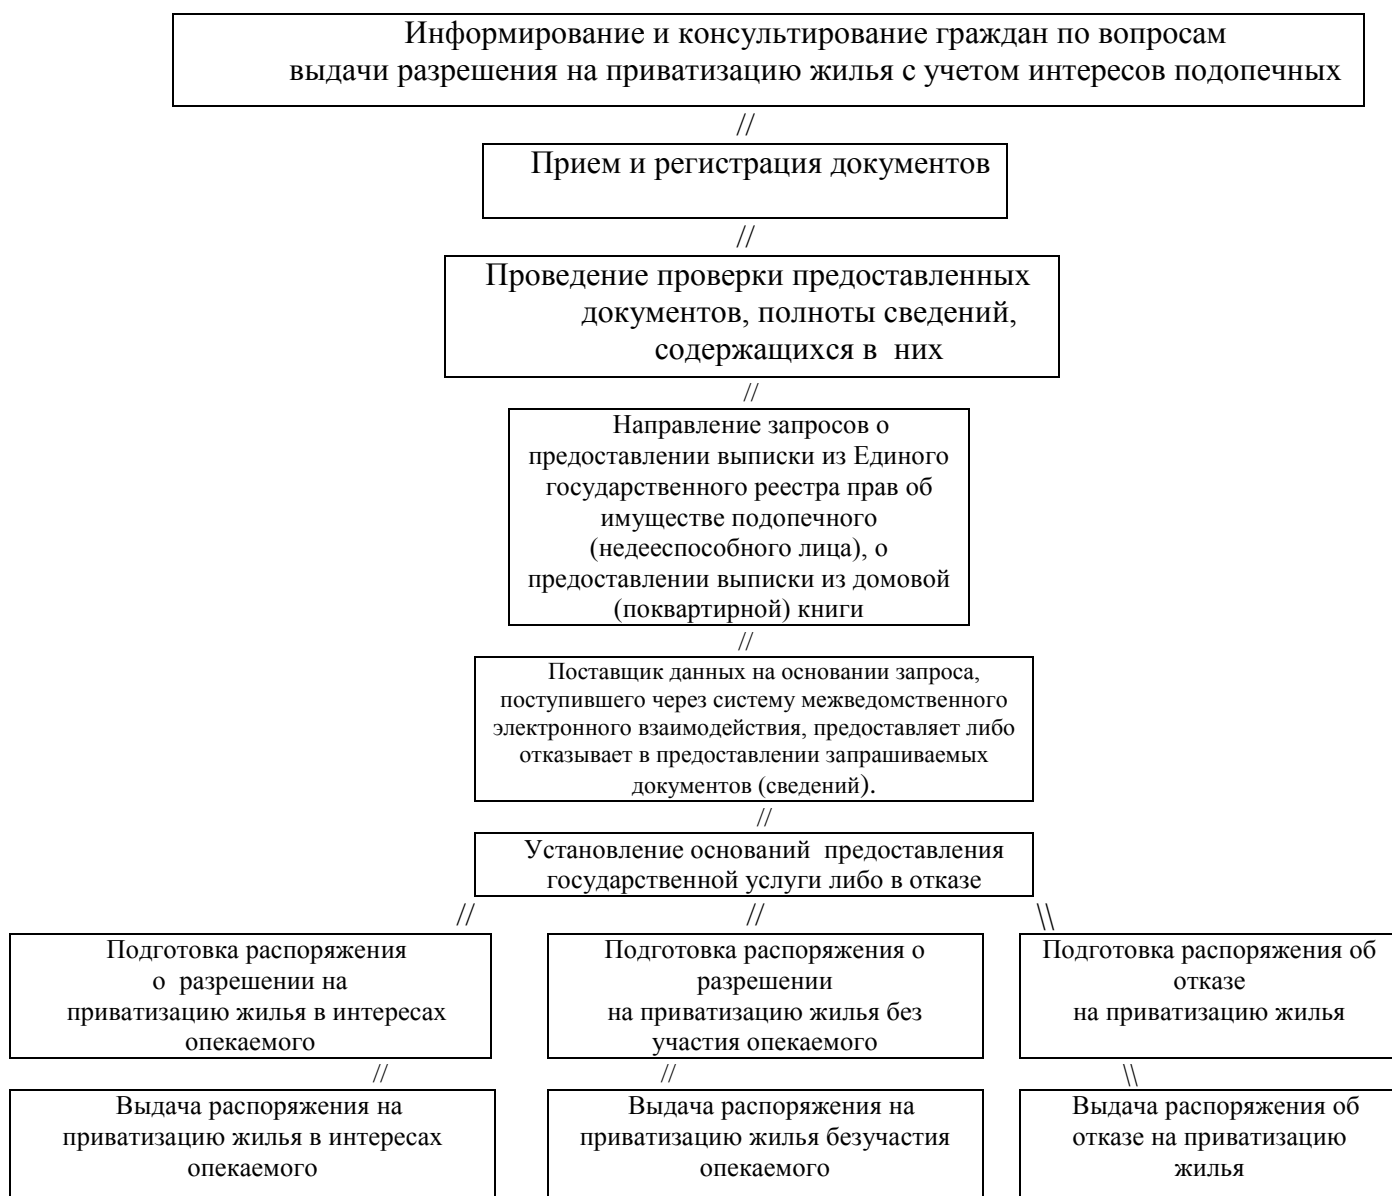 Информирование и консультирование граждан по вопросам
выдачи разрешения на приватизацию жилья с учетом интересов подопечных
//
Прием и регистрация документов
//
Проведение проверки предоставленных
документов, полноты сведений,
содержащихся в них
//
Направление запросов о
предоставлении выписки из Единого
государственного реестра прав об
имуществе подопечного
(недееспособного лица), о
предоставлении выписки из домовой
(поквартирной) книги
//
Поставщик данных на основании запроса,
поступившего через систему межведомственного
электронного взаимодействия, предоставляет либо
отказывает в предоставлении запрашиваемых
документов (сведений).
//
Установление оснований предоставления
государственной услуги либо в отказе
// // \\
Подготовка распоряжения
о разрешении на
приватизацию жилья в интересах
опекаемого
Подготовка распоряжения о
разрешении
на приватизацию жилья без
участия опекаемого
Подготовка распоряжения об
отказе
на приватизацию жилья
// // \\
Выдача распоряжения на
приватизацию жилья в интересах
опекаемого
Выдача распоряжения на
приватизацию жилья безучастия
опекаемого
Выдача распоряжения об
отказе на приватизацию
жилья